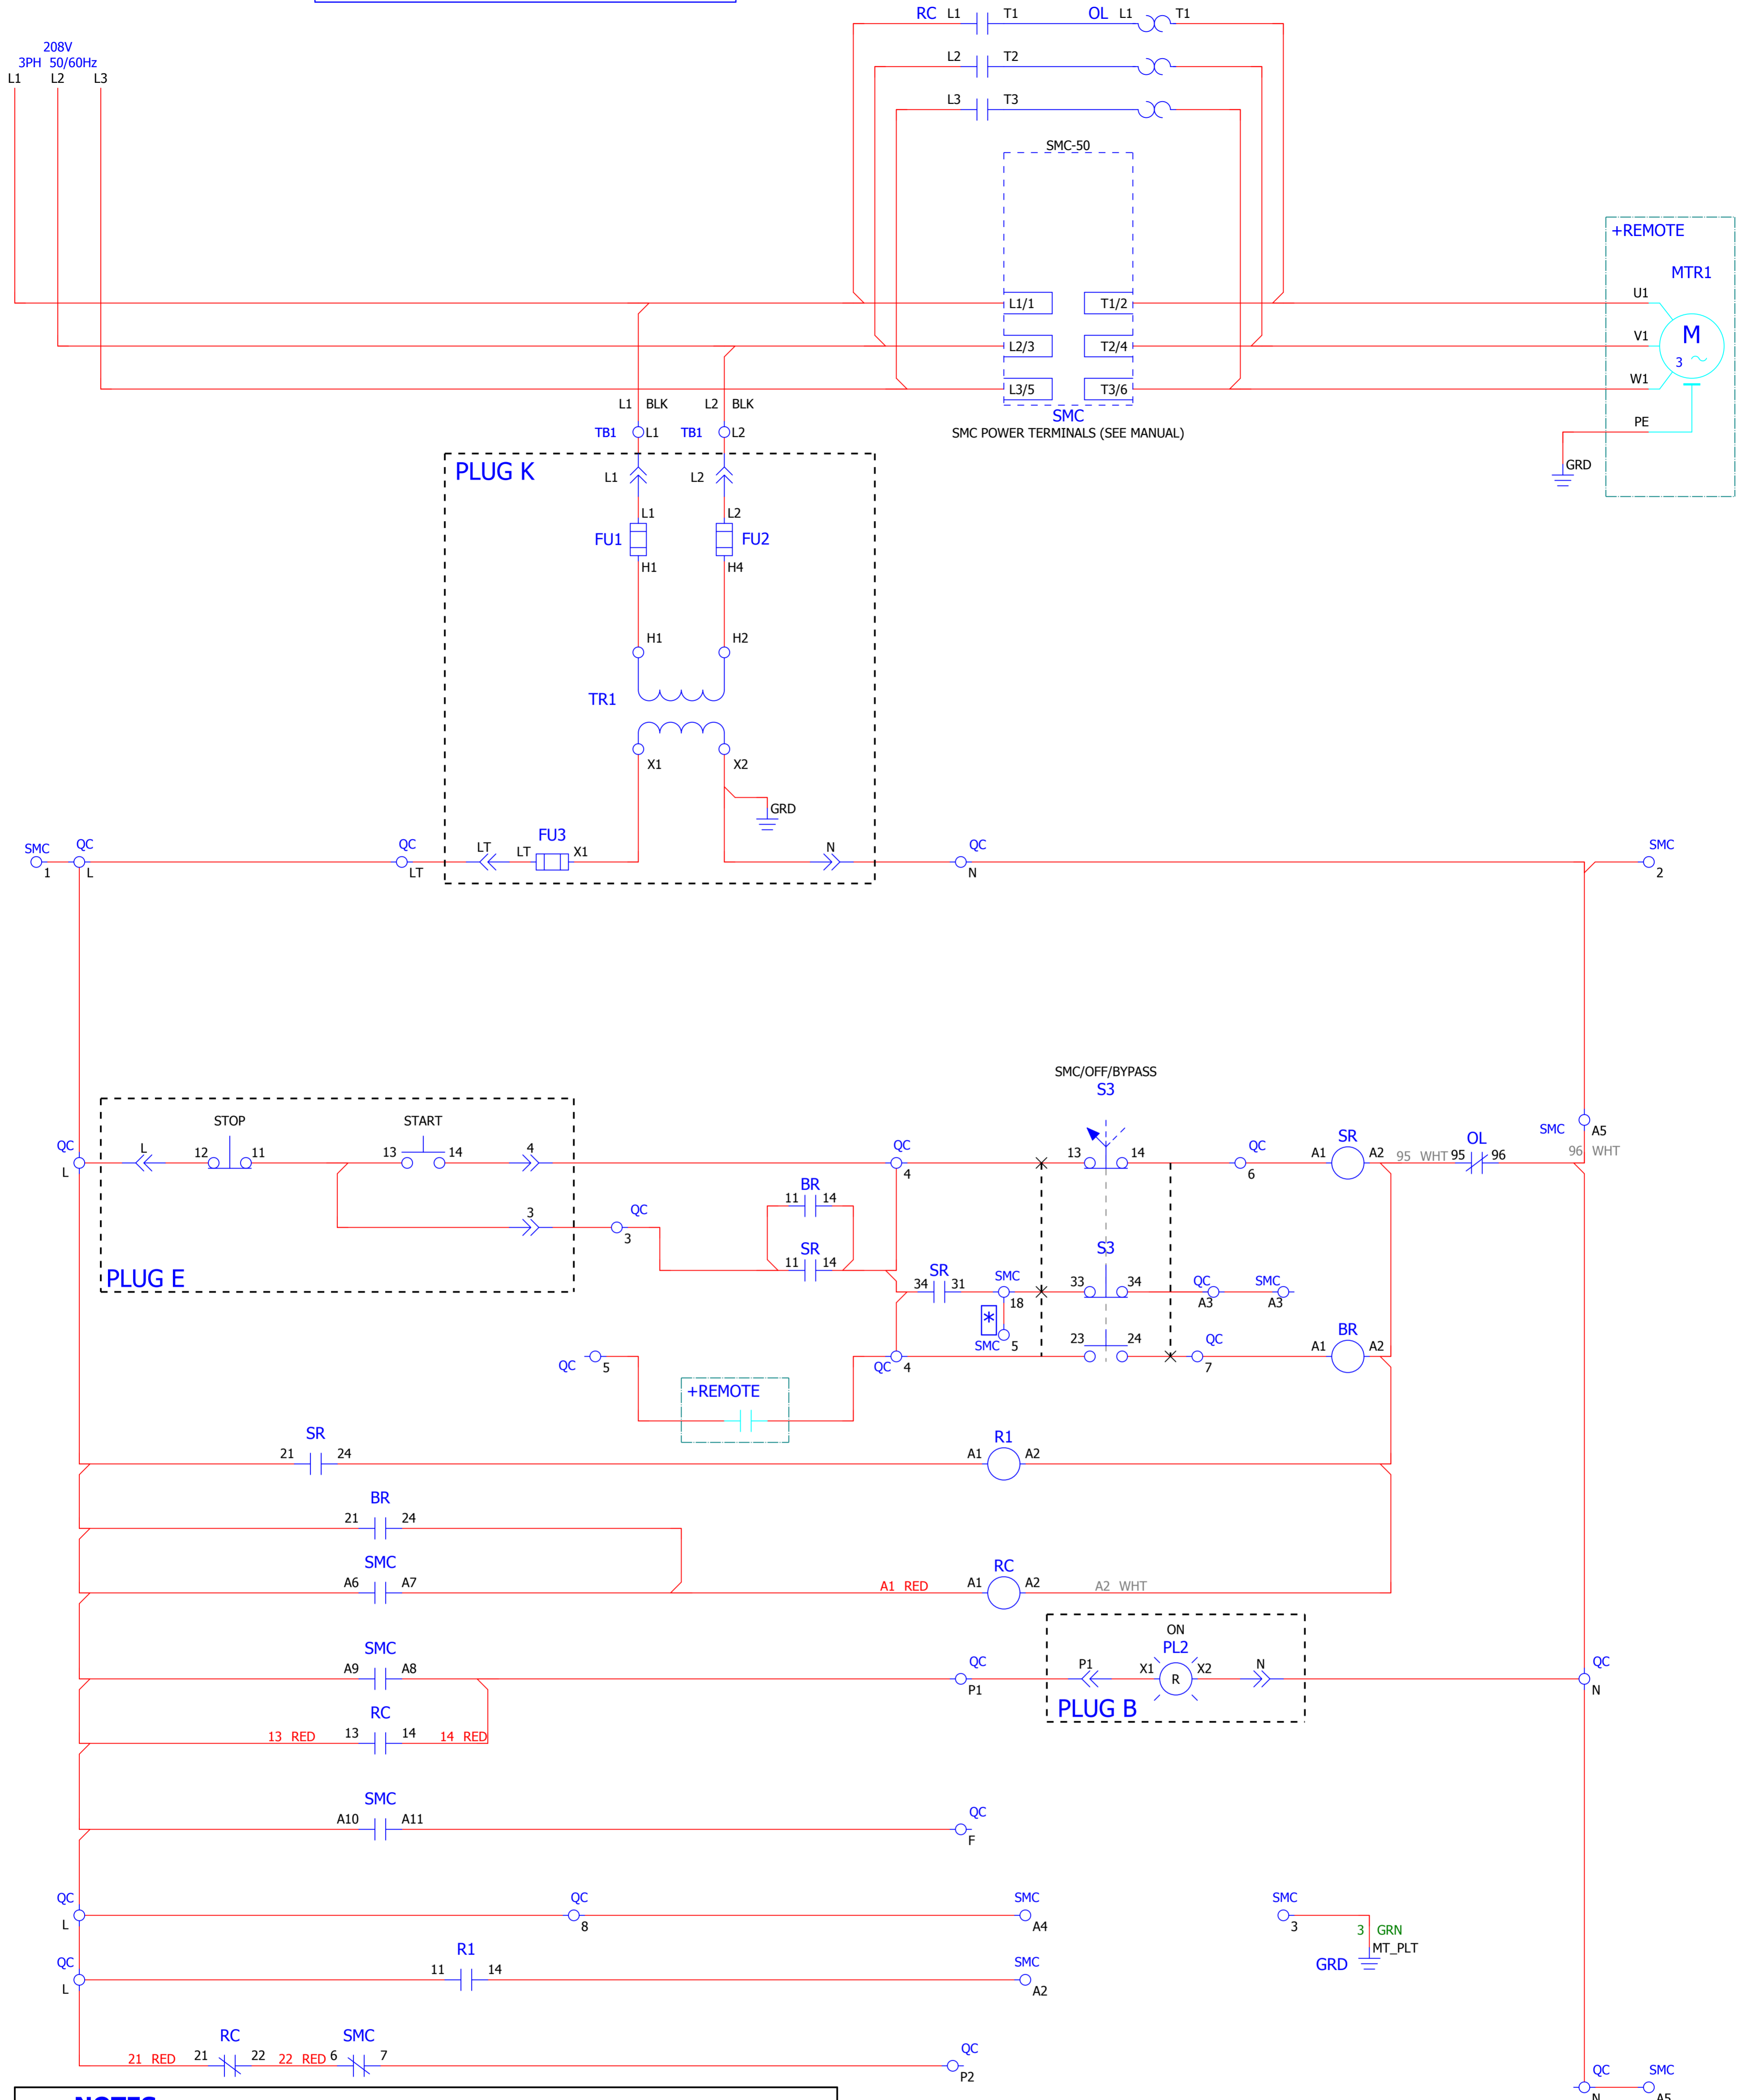 RC L1 T1 OL L1 T1
208V
3PH 50/60Hz
L1 L2 L3
L2 T2
L3 T3
SMC-50
+REMOTE
MTR1
L1/1 T1/2 U1
L2/3 T2/4 V1
M
3
L3/5 T3/6 W1
L1 BLK L2 BLK
SMC
PE
TB1 L1 TB1 L2
SMC POWER TERMINALS (SEE MANUAL)
PLUG K
L1 L2
GRD
L1 L2
FU1 FU2
H1 H4
H1 H2
TR1
X1 X2
GRD
FU3
SMC QC QC LT LT X1 N QC SMC
1 L LT N 2
SMC/OFF/BYPASS
S3
STOP START
SMC A5
QC L 12 11 13 14 4 QC 13 14 QC SR OL
L 4 6 A1 A2 95 WHT 95 96 96 WHT
BR
11 14
3 QC
3
SR
11 14
S3
PLUG E
SR
34 31 SMC 33 34 QC SMC
18 A3 A3
*
SMC 5
23 24 QC BR
A1 A2
QC 5 QC 4 7
+REMOTE
SR R1
21 24 A1 A2
BR
21 24
SMC RC
A6 A7 A1 RED A1 A2 A2 WHT
ON
SMC PL2
A9 A8 QC P1 X1 X2 N QC
R
P1 N
RC PLUG B
13 RED 13 14 14 RED
SMC
A10 A11 QC
F
QC QC SMC SMC
L 8 A4 3
3 GRN
R1 MT_PLT
QC 11 14 SMC GRD
L A2
RC SMC
21 RED 21 22 22 RED 6 7 QC
P2
QC SMC
N A5
NOTES